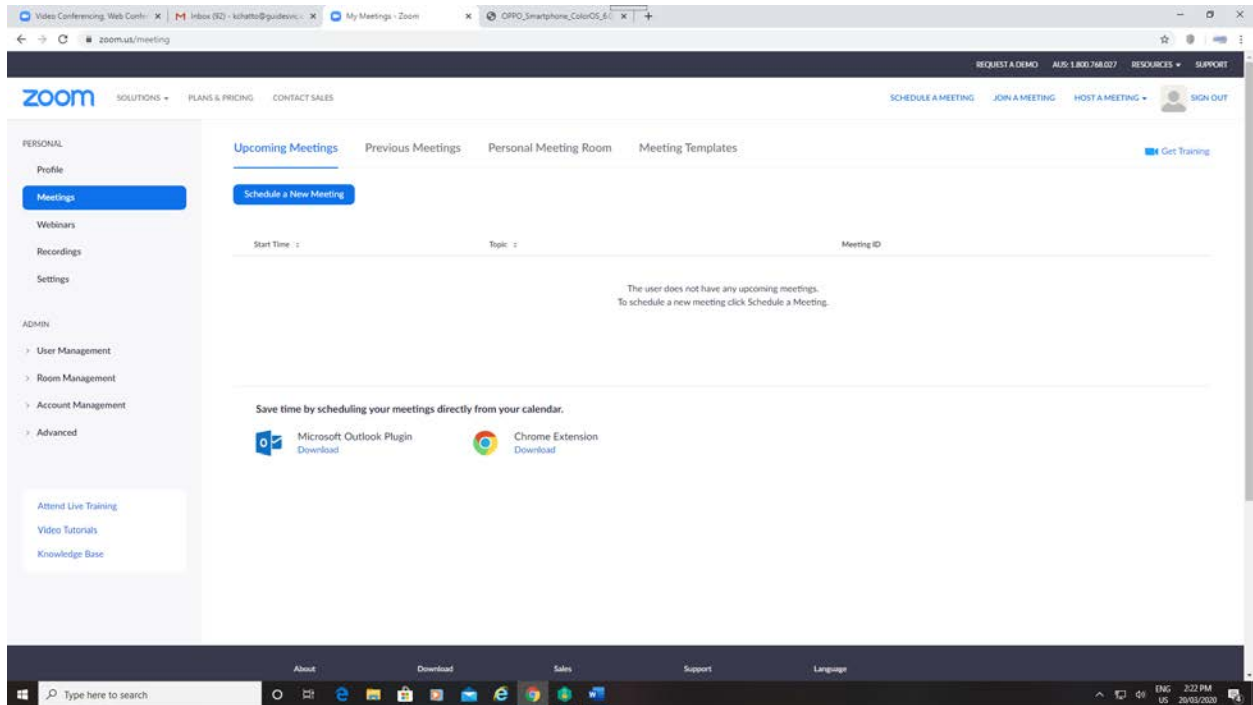 Video Conferencing, Web Confe
Inbox (92) - kchatto@guidesvic.c
My Meetings - Zoom
OPPO_Smartphone_ColorOS_6.0
zoom.us/meeting
REQUEST A DEMO AUS: 1.800.768.027 RESOURCES SUPPORT
zoom SOLUTIONS PLANS & PRICING CONTACT SALES SCHEDULE A MEETING JOIN A MEETING HOST A MEETING SIGN OUT
PERSONAL
Profile
Meetings
Webinars
Recordings
Settings
ADMIN
User Management
Room Management
Account Management
Advanced
Attend Live Training
Video Tutorials
Knowledge Base
Upcoming Meetings Previous Meetings Personal Meeting Room Meeting Templates Get Training
Schedule a New Meeting
Start Time Topic Meeting ID
The user does not have any upcoming meetings.
To schedule a new meeting click Schedule a Meeting.
Save time by scheduling your meetings directly from your calendar.
Microsoft Outlook Plugin
Download
Chrome Extension
Download
About Download Sales Support Language
Type here to search
ENG 2:22 PM
US 20/03/2020